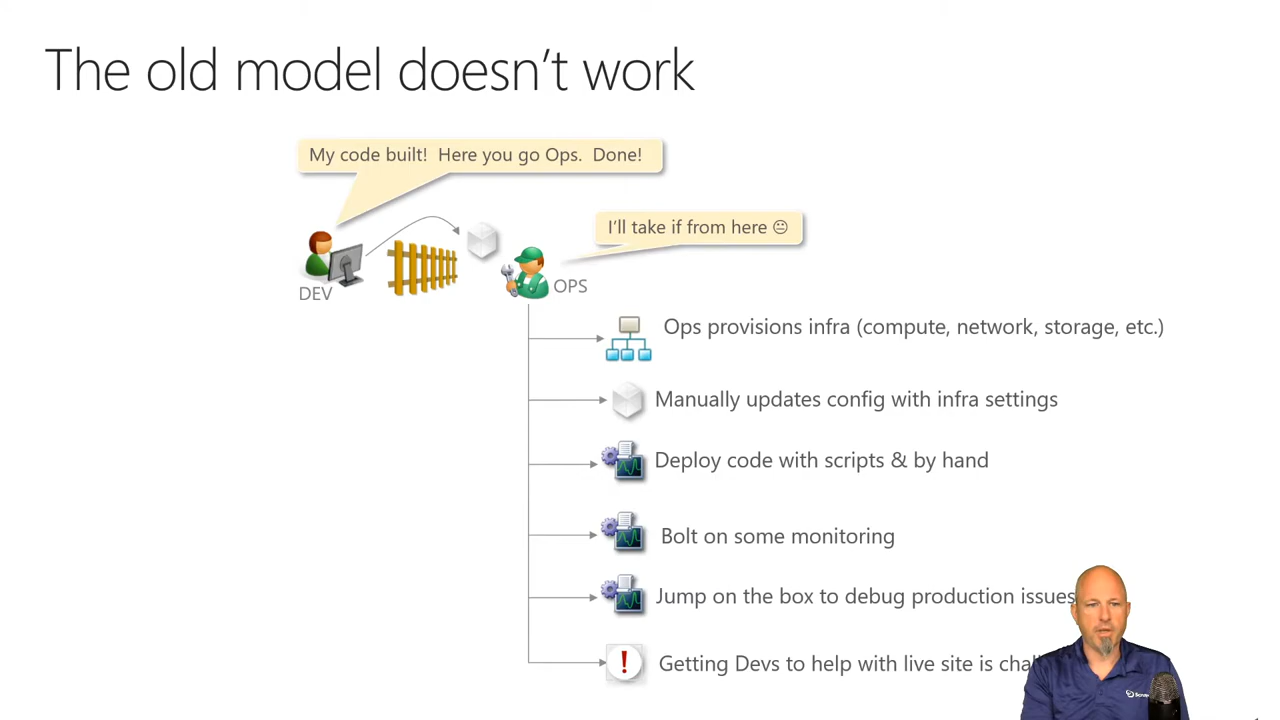 The old model doesn't work
My code built! Here you go Ops. Done!
I'll take if from here 😐
DEV
OPS
Ops provisions infra (compute, network, storage, etc.)
Manually updates config with infra settings
Deploy code with scripts & by hand
Bolt on some monitoring
Jump on the box to debug production issues
Getting Devs to help with live site is